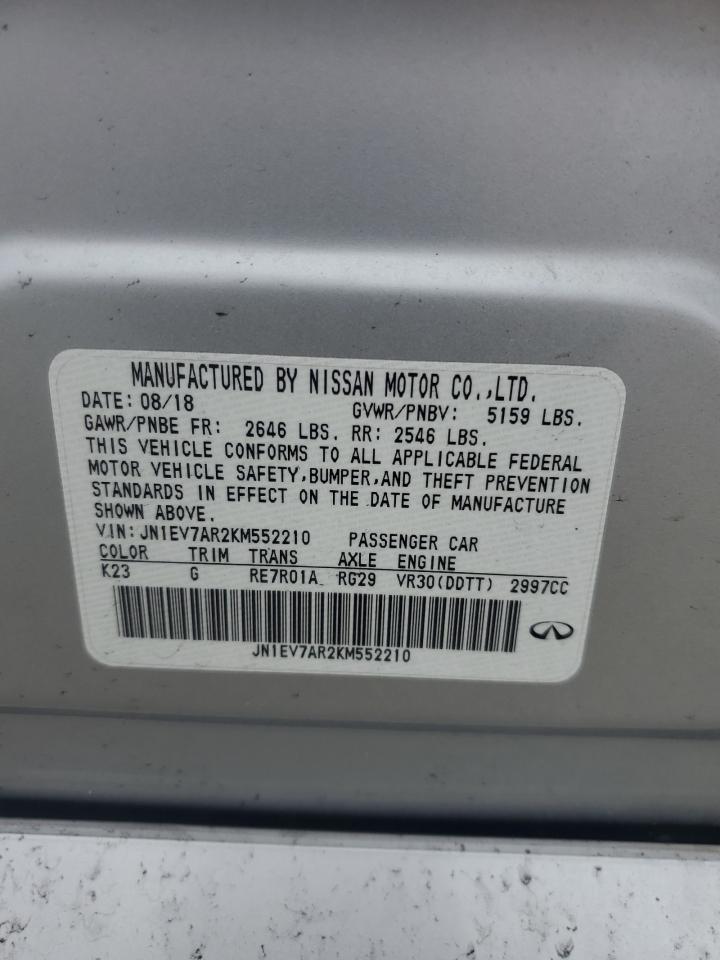 MANUFACTURED BY NISSAN MOTOR CO.,LTD.
DATE: 08/18 GVWR/PNBV: 5159 LBS.
GAWR/PNBE FR: 2646 LBS. RR: 2546 LBS.
THIS VEHICLE CONFORMS TO ALL APPLICABLE FEDERAL
MOTOR VEHICLE SAFETY,BUMPER,AND THEFT PREVENTION
STANDARDS IN EFFECT ON THE DATE OF MANUFACTURE
SHOWN ABOVE.
VIN: JN1EV7AR2KM552210 PASSENGER CAR
COLOR TRIM TRANS AXLE ENGINE
K23 G RE7R01A RG29 VR30(DDTT) 2997CC
JN1EV7AR2KM552210